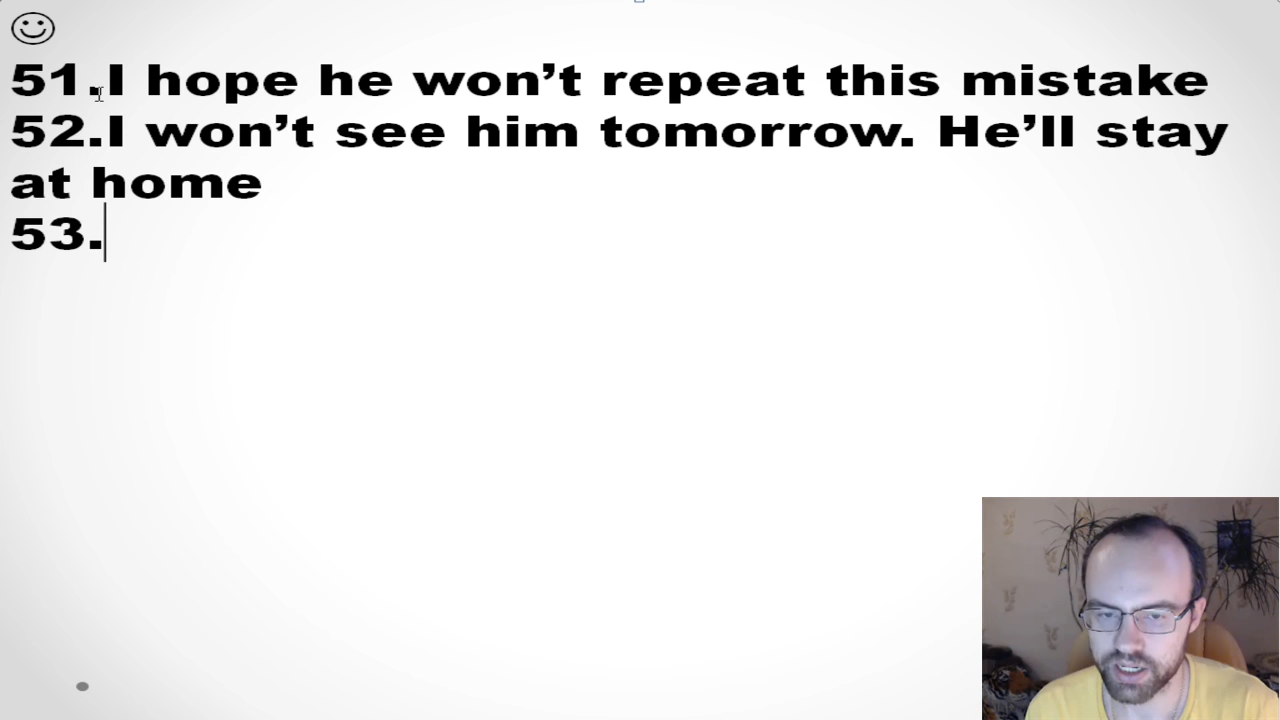 51.I hope he won’t repeat this mistake
52.I won’t see him tomorrow. He’ll stay
at home
53.